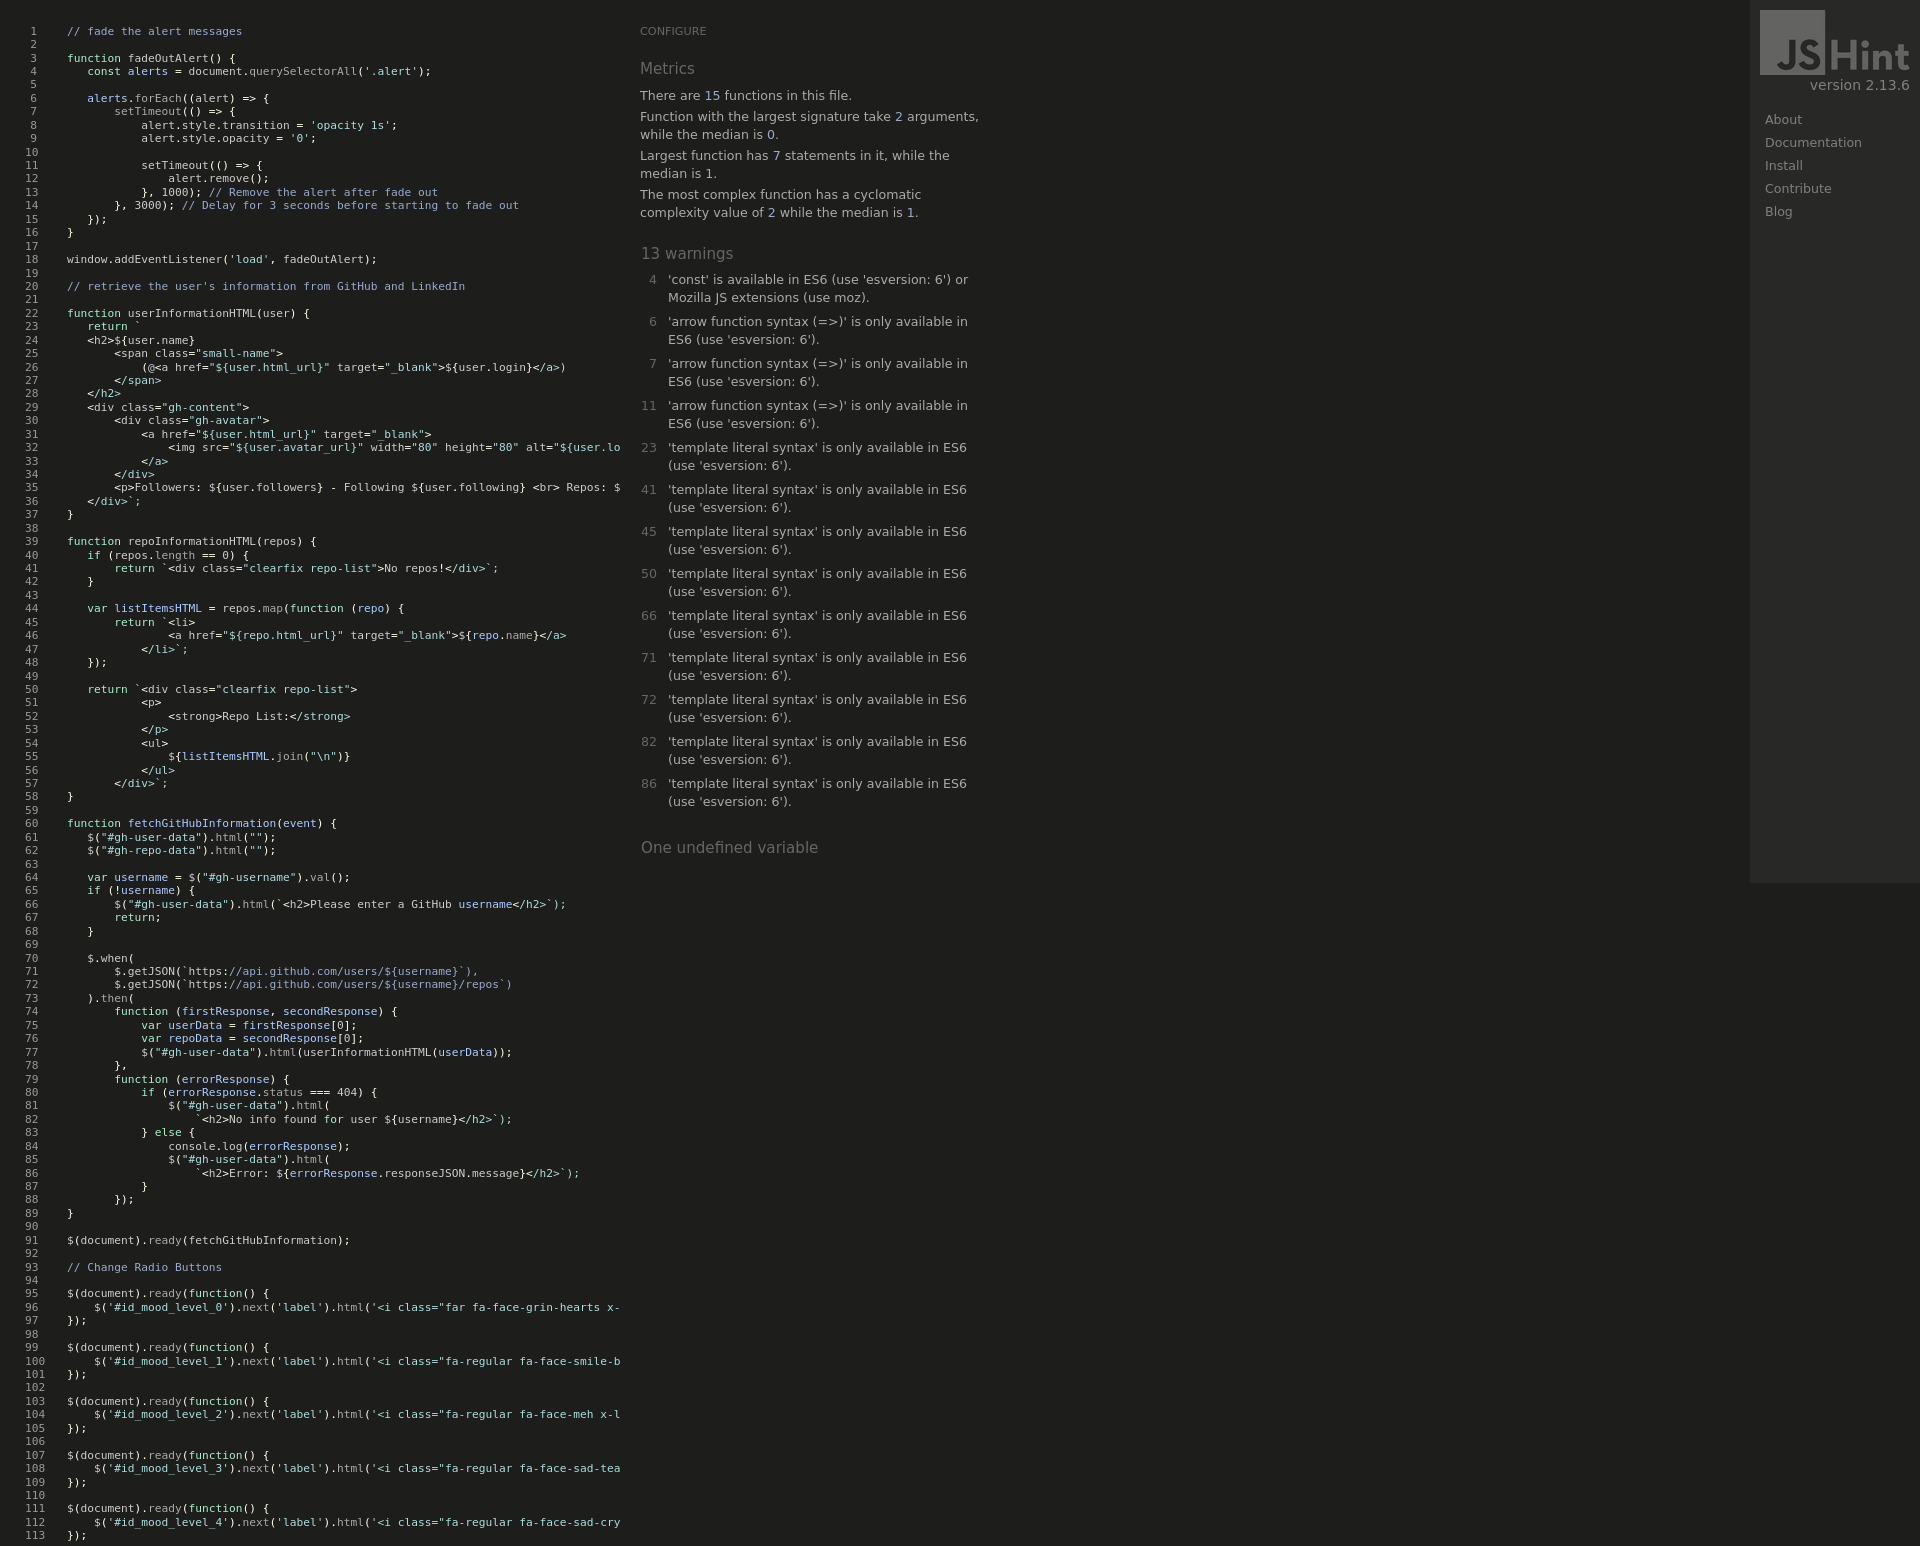 1 // fade the alert messages
2
3 function fadeOutAlert() {
4 const alerts = document.querySelectorAll('.alert');
5
6 alerts.forEach((alert) => {
7 setTimeout(() => {
8 alert.style.transition = 'opacity 1s';
9 alert.style.opacity = '0';
10
11 setTimeout(() => {
12 alert.remove();
13 }, 1000); // Remove the alert after fade out
14 }, 3000); // Delay for 3 seconds before starting to fade out
15 });
16 }
17
18 window.addEventListener('load', fadeOutAlert);
19
20 // retrieve the user's information from GitHub and LinkedIn
21
22 function userInformationHTML(user) {
23 return `
24 <h2>${user.name}
25 <span class="small-name">
26 (@<a href="${user.html_url}" target="_blank">${user.login}</a>)
27 </span>
28 </h2>
29 <div class="gh-content">
30 <div class="gh-avatar">
31 <a href="${user.html_url}" target="_blank">
32 <img src="${user.avatar_url}" width="80" height="80" alt="${user.lo
33 </a>
34 </div>
35 <p>Followers: ${user.followers} - Following ${user.following} <br> Repos: $
36 </div>`;
37 }
38
39 function repoInformationHTML(repos) {
40 if (repos.length == 0) {
41 return `<div class="clearfix repo-list">No repos!</div>`;
42 }
43
44 var listItemsHTML = repos.map(function (repo) {
45 return `<li>
46 <a href="${repo.html_url}" target="_blank">${repo.name}</a>
47 </li>`;
48 });
49
50 return `<div class="clearfix repo-list">
51 <p>
52 <strong>Repo List:</strong>
53 </p>
54 <ul>
55 ${listItemsHTML.join("\n")}
56 </ul>
57 </div>`;
58 }
59
60 function fetchGitHubInformation(event) {
61 $("#gh-user-data").html("");
62 $("#gh-repo-data").html("");
63
64 var username = $("#gh-username").val();
65 if (!username) {
66 $("#gh-user-data").html(`<h2>Please enter a GitHub username</h2>`);
67 return;
68 }
69
70 $.when(
71 $.getJSON(`https://api.github.com/users/${username}`),
72 $.getJSON(`https://api.github.com/users/${username}/repos`)
73 ).then(
74 function (firstResponse, secondResponse) {
75 var userData = firstResponse[0];
76 var repoData = secondResponse[0];
77 $("#gh-user-data").html(userInformationHTML(userData));
78 },
79 function (errorResponse) {
80 if (errorResponse.status === 404) {
81 $("#gh-user-data").html(
82 `<h2>No info found for user ${username}</h2>`);
83 } else {
84 console.log(errorResponse);
85 $("#gh-user-data").html(
86 `<h2>Error: ${errorResponse.responseJSON.message}</h2>`);
87 }
88 });
89 }
90
91 $(document).ready(fetchGitHubInformation);
92
93 // Change Radio Buttons
94
95 $(document).ready(function() {
96 $('#id_mood_level_0').next('label').html('<i class="far fa-face-grin-hearts x-
97 });
98
99 $(document).ready(function() {
100 $('#id_mood_level_1').next('label').html('<i class="fa-regular fa-face-smile-b
101 });
102
103 $(document).ready(function() {
104 $('#id_mood_level_2').next('label').html('<i class="fa-regular fa-face-meh x-l
105 });
106
107 $(document).ready(function() {
108 $('#id_mood_level_3').next('label').html('<i class="fa-regular fa-face-sad-tea
109 });
110
111 $(document).ready(function() {
112 $('#id_mood_level_4').next('label').html('<i class="fa-regular fa-face-sad-cry
113 });
CONFIGURE
Metrics
There are 15 functions in this file.
Function with the largest signature take 2 arguments,
while the median is 0.
Largest function has 7 statements in it, while the
median is 1.
The most complex function has a cyclomatic
complexity value of 2 while the median is 1.
13 warnings
4 'const' is available in ES6 (use 'esversion: 6') or
Mozilla JS extensions (use moz).
6 'arrow function syntax (=>)' is only available in
ES6 (use 'esversion: 6').
7 'arrow function syntax (=>)' is only available in
ES6 (use 'esversion: 6').
11 'arrow function syntax (=>)' is only available in
ES6 (use 'esversion: 6').
23 'template literal syntax' is only available in ES6
(use 'esversion: 6').
41 'template literal syntax' is only available in ES6
(use 'esversion: 6').
45 'template literal syntax' is only available in ES6
(use 'esversion: 6').
50 'template literal syntax' is only available in ES6
(use 'esversion: 6').
66 'template literal syntax' is only available in ES6
(use 'esversion: 6').
71 'template literal syntax' is only available in ES6
(use 'esversion: 6').
72 'template literal syntax' is only available in ES6
(use 'esversion: 6').
82 'template literal syntax' is only available in ES6
(use 'esversion: 6').
86 'template literal syntax' is only available in ES6
(use 'esversion: 6').
One undefined variable
JSHint
version 2.13.6
About
Documentation
Install
Contribute
Blog